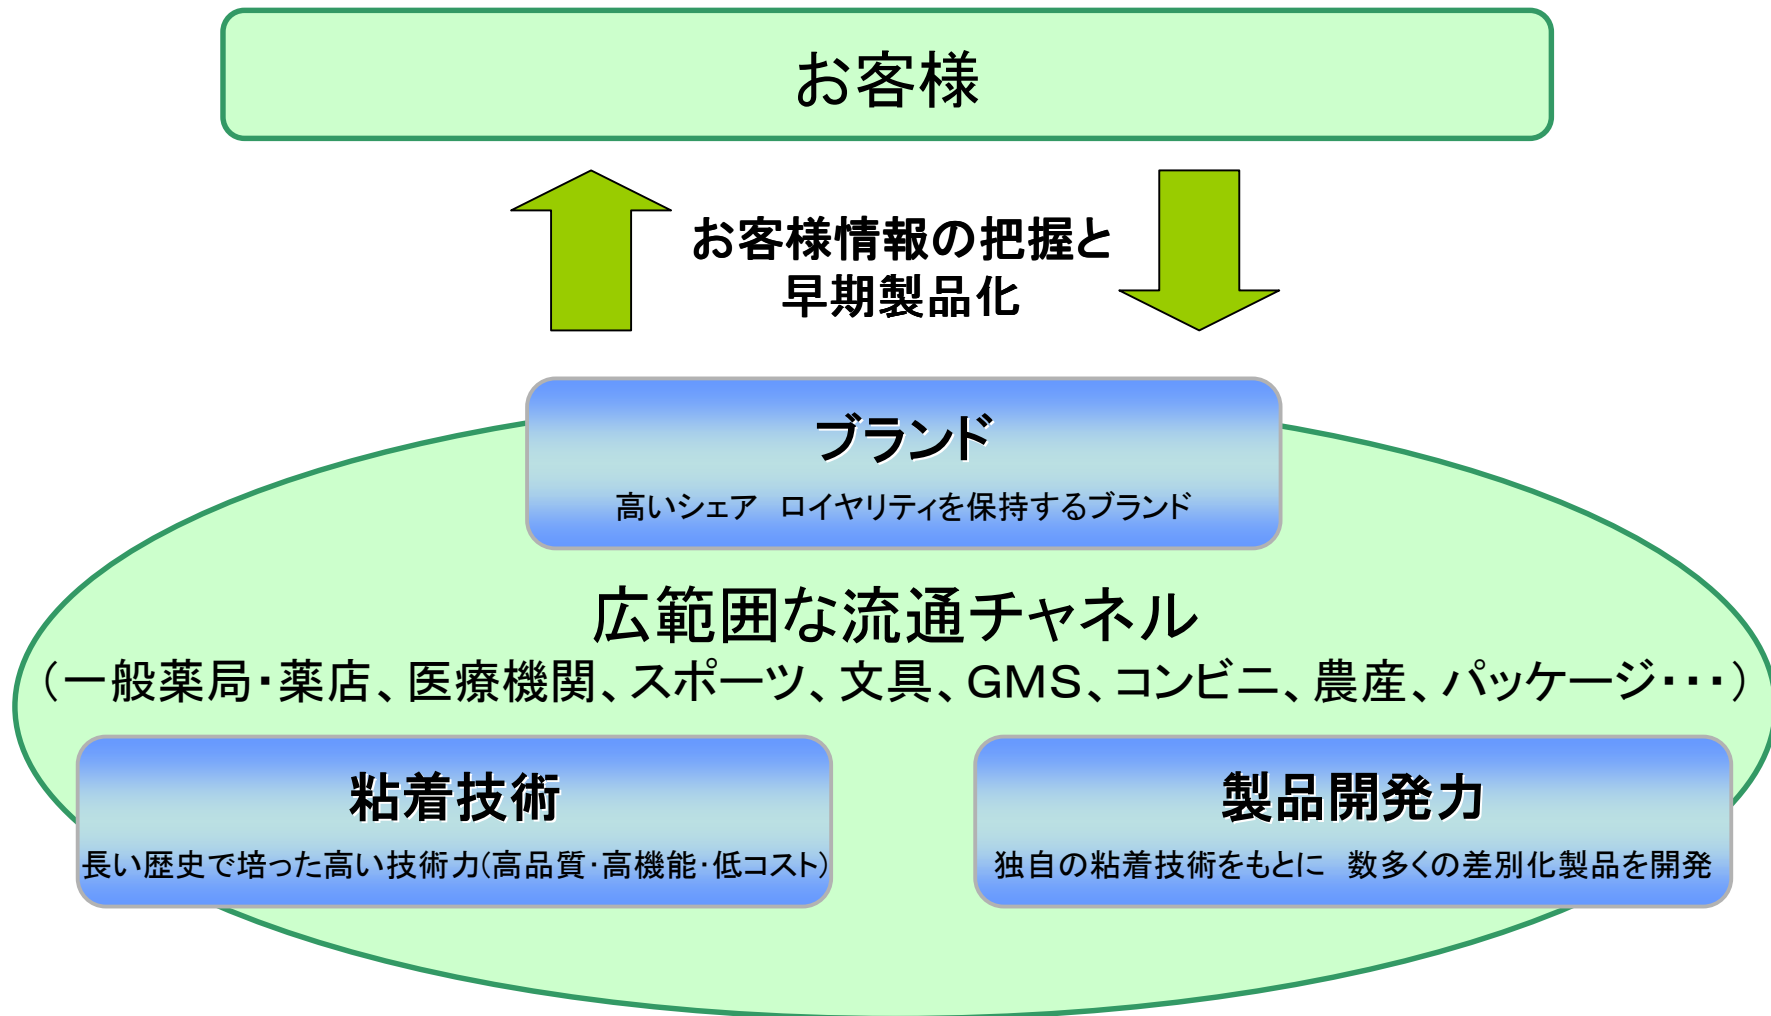 お客様
お客様情報の把握と
早期製品化
ブランド
高いシェア　ロイヤリティを保持するブランド
広範囲な流通チャネル
（一般薬局・薬店、医療機関、スポーツ、文具、GMS、コンビニ、農産、パッケージ・・・）
粘着技術
長い歴史で培った高い技術力(高品質・高機能・低コスト)
製品開発力
独自の粘着技術をもとに　数多くの差別化製品を開発